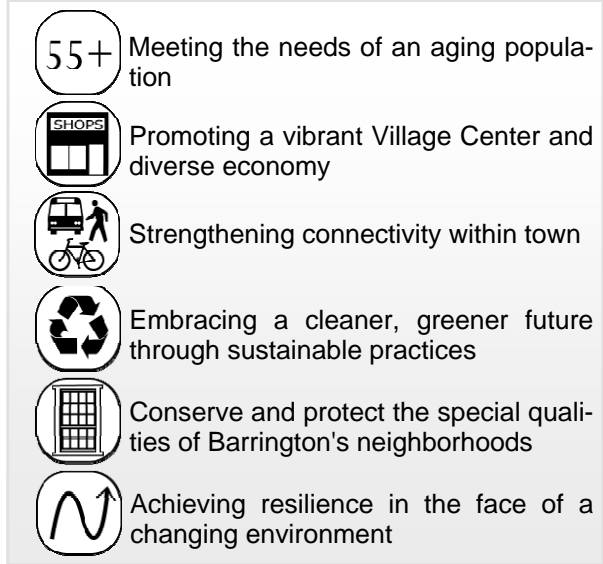 55+
Meeting the needs of an aging popula-
tion
SHOPS
Promoting a vibrant Village Center and
diverse economy
Strengthening connectivity within town
Embracing a cleaner, greener future
through sustainable practices
Conserve and protect the special quali-
ties of Barrington's neighborhoods
Achieving resilience in the face of a
changing environment